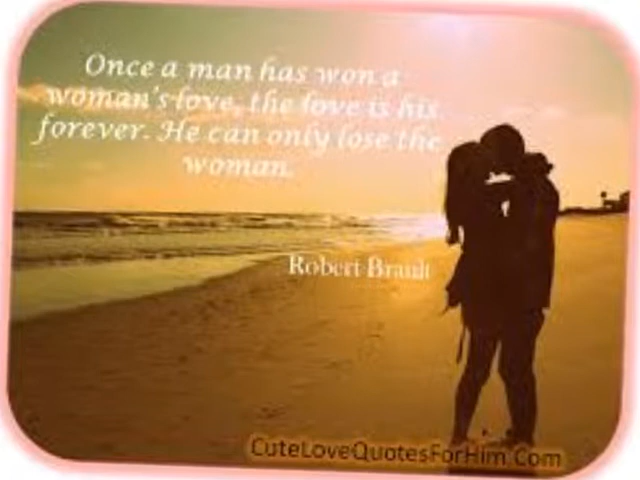 Once a man has won a
woman's love, the love is his
forever. He can only lose the
woman.
Robert Brault
CuteLoveQuotesForHim.Com